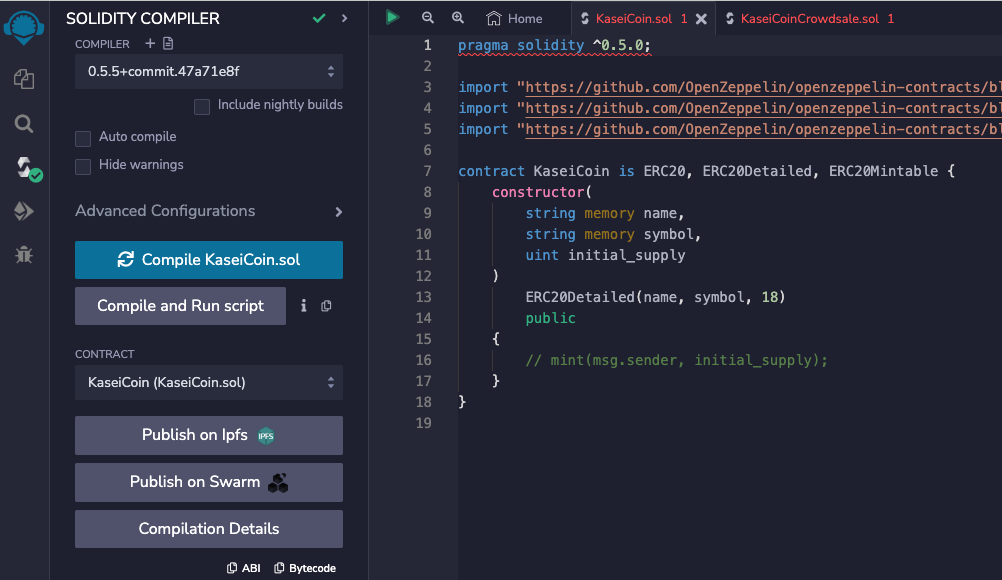 SOLIDITY COMPILER
COMPILER +
0.5.5+commit.47a71e8f
Include nightly builds
Auto compile
Hide warnings
Advanced Configurations
Compile KaseiCoin.sol
Compile and Run script
CONTRACT
KaseiCoin (KaseiCoin.sol)
Publish on Ipfs IPFS
Publish on Swarm
Compilation Details
ABI Bytecode
Home KaseiCoin.sol 1 KaseiCoinCrowdsale.sol 1
1 pragma solidity ^0.5.0;
2
3 import "https://github.com/OpenZeppelin/openzeppelin-contracts/bl
4 import "https://github.com/OpenZeppelin/openzeppelin-contracts/bl
5 import "https://github.com/OpenZeppelin/openzeppelin-contracts/bl
6
7 contract KaseiCoin is ERC20, ERC20Detailed, ERC20Mintable {
8 constructor(
9 string memory name,
10 string memory symbol,
11 uint initial_supply
12 )
13 ERC20Detailed(name, symbol, 18)
14 public
15 {
16 // mint(msg.sender, initial_supply);
17 }
18 }
19